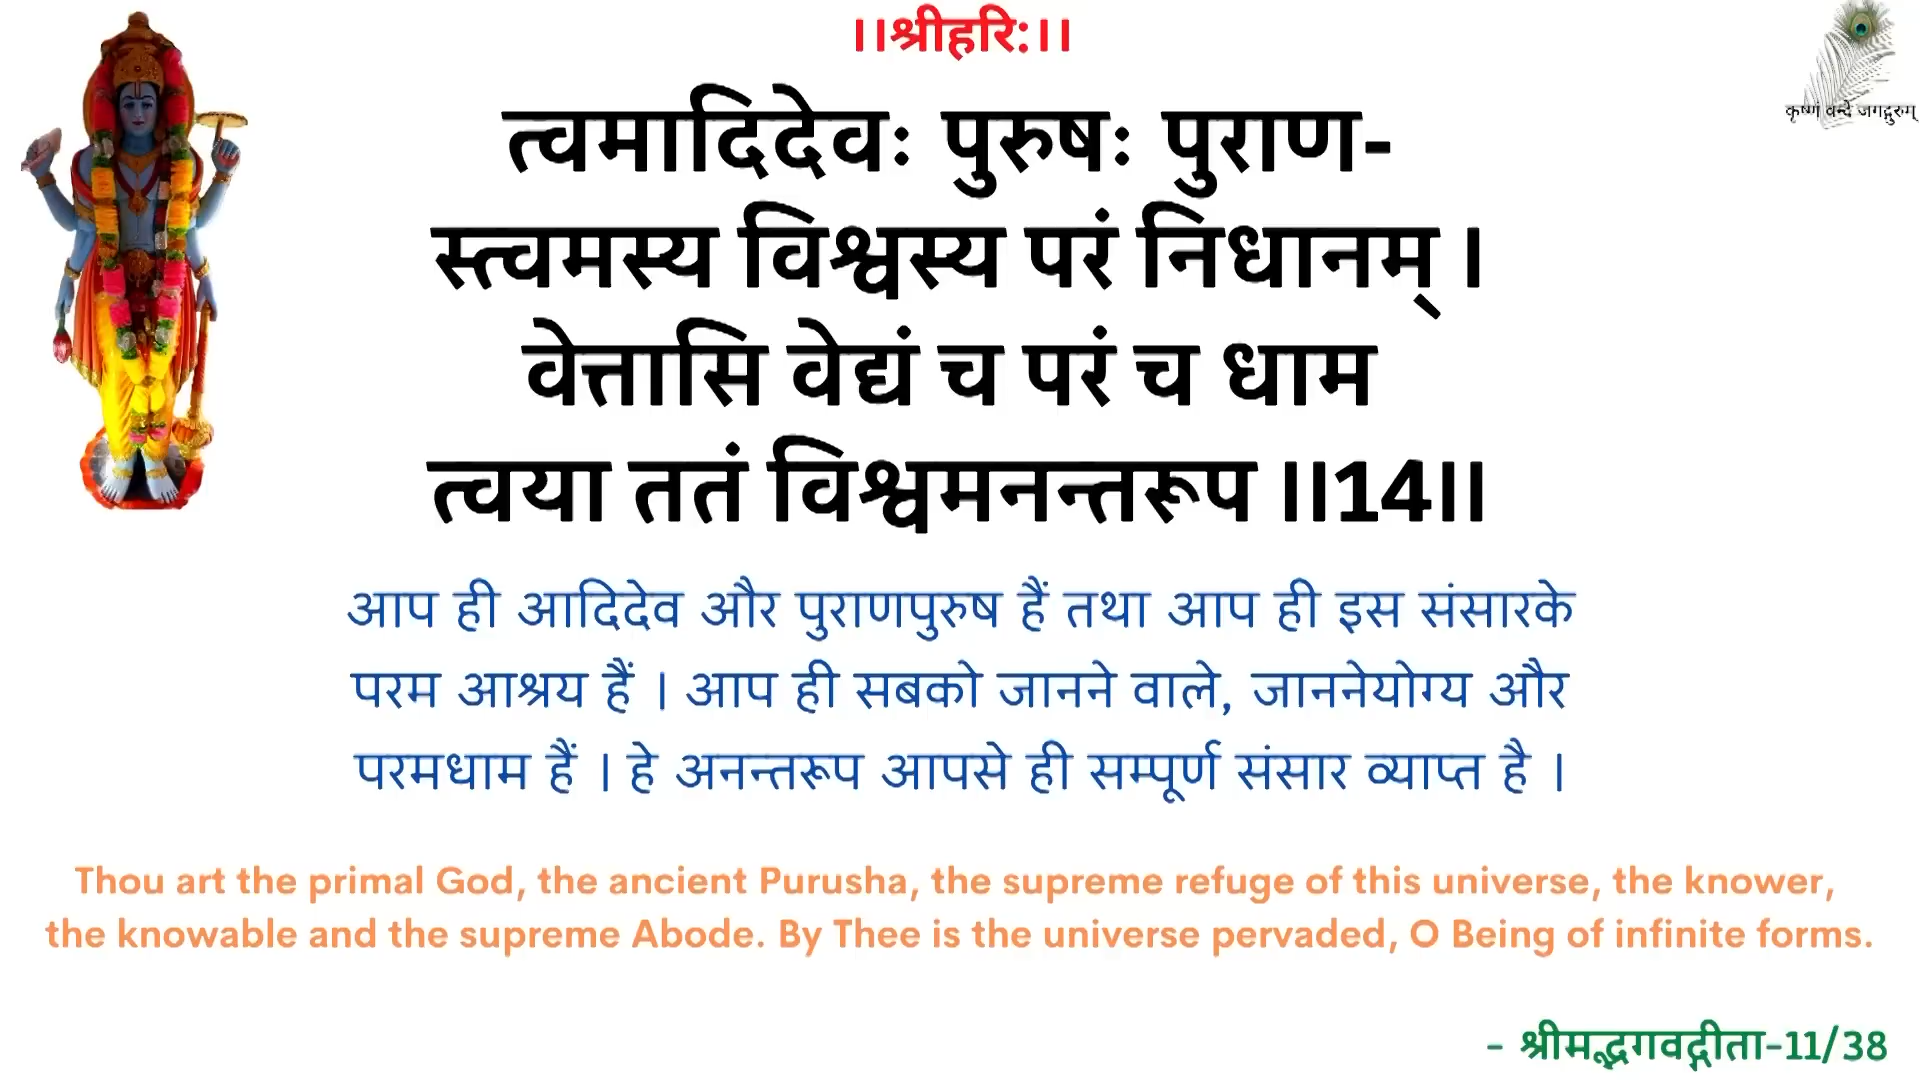 ।।श्रीहरि:।।
कृष्णं वन्दे जगद्गुरुम्
त्वमादिदेवः पुरुषः पुराण-
स्त्वमस्य विश्वस्य परं निधानम् ।
वेत्तासि वेद्यं च परं च धाम
त्वया ततं विश्वमनन्तरूप ।।14।।
आप ही आदिदेव और पुराणपुरुष हैं तथा आप ही इस संसारके
परम आश्रय हैं । आप ही सबको जानने वाले, जाननेयोग्य और
परमधाम हैं । हे अनन्तरूप आपसे ही सम्पूर्ण संसार व्याप्त है ।
Thou art the primal God, the ancient Purusha, the supreme refuge of this universe, the knower,
the knowable and the supreme Abode. By Thee is the universe pervaded, O Being of infinite forms.
- श्रीमद्भगवद्गीता-11/38